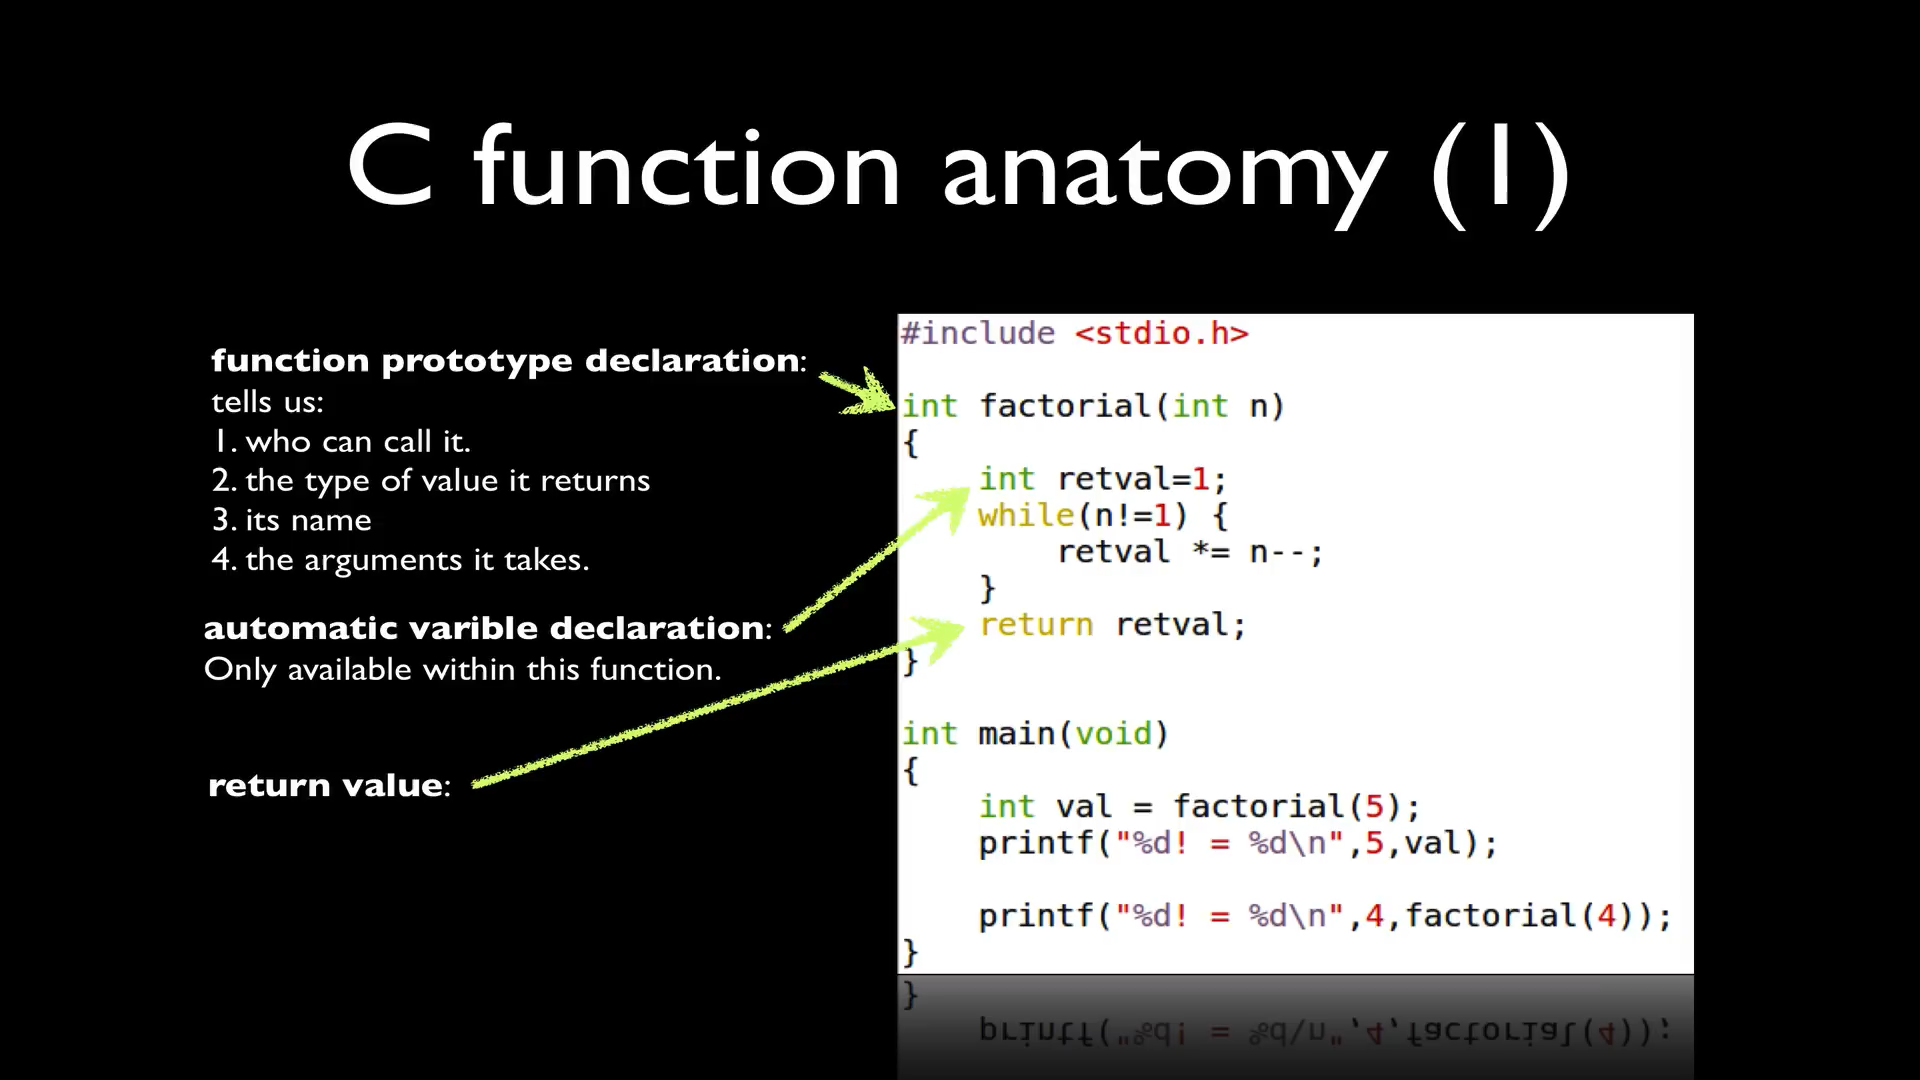 C function anatomy (1)
function prototype declaration:
tells us:
1. who can call it.
2. the type of value it returns
3. its name
4. the arguments it takes.
automatic varible declaration:
Only available within this function.
return value:
#include <stdio.h>
int factorial(int n)
{
    int retval=1;
    while(n!=1) {
        retval *= n--;
    }
    return retval;
}
int main(void)
{
    int val = factorial(5);
    printf("%d! = %d\n",5,val);
    printf("%d! = %d\n",4,factorial(4));
}